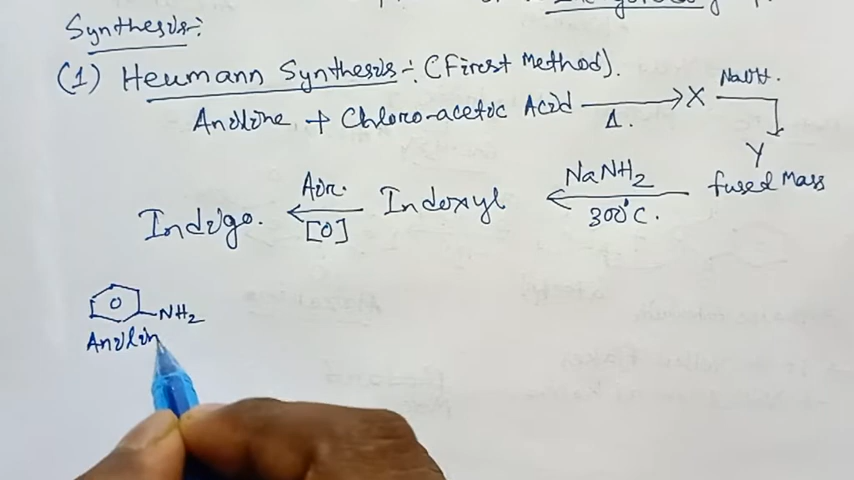 Synthesis:
(1) Heumann Synthesis:- (First Method).
Aniline + Chloro-acetic Acid Δ. X NaOH.
Y
Indigo. Air. [O] Indoxyl NaNH2 300°C. fused Mass
NH2
Anilin